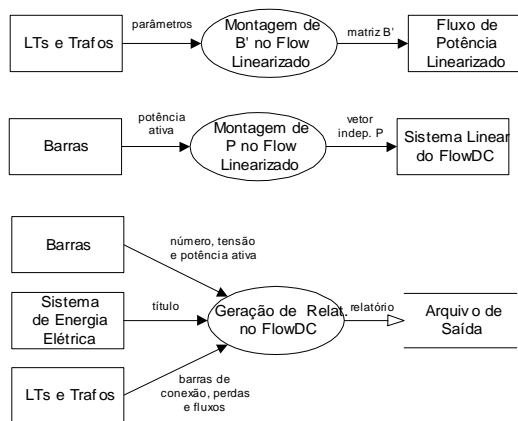 LTs e Trafos
parâmetros
Montagem de
B' no Flow
Linearizado
matriz B'
Fluxo de
Potência
Linearizado
Barras
potência
ativa
Montagem de
P no Flow
Linearizado
vetor
indep. P
Sistema Linear
do FlowDC
Barras
número, tensão
e potência ativa
Sistema
de Energia
Elétrica
título
Geração de Relat.
no FlowDC
relatório
Arquivo de
Saída
LTs e Trafos
barras de
conexão, perdas
e fluxos